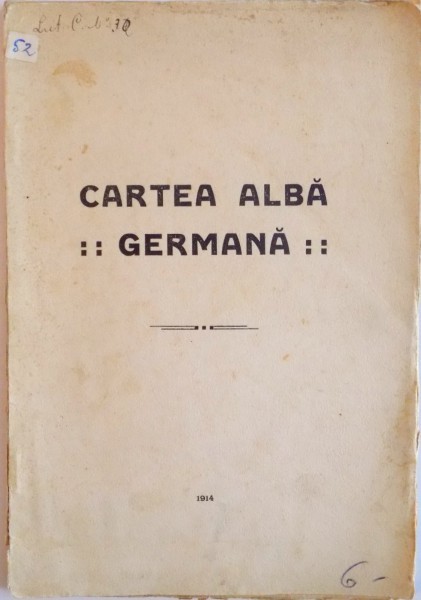 52
CARTEA ALBĂ
:: GERMANĂ ::
1914
6 -